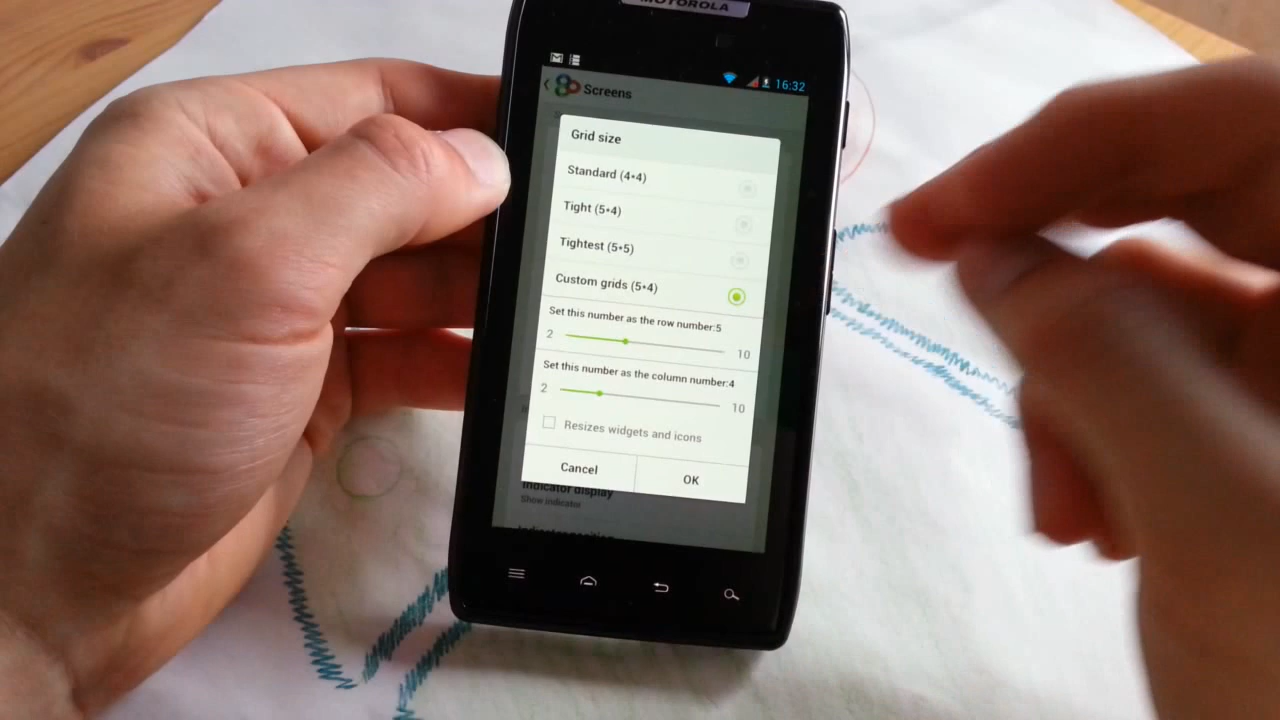 MOTOROLA
16:32
Screens
Grid size
Standard (4*4)
Tight (5*4)
Tightest (5*5)
Custom grids (5*4)
Set this number as the row number:5
2 10
Set this number as the column number:4
2 10
Resizes widgets and icons
Cancel OK
Indicator display
Show indicator